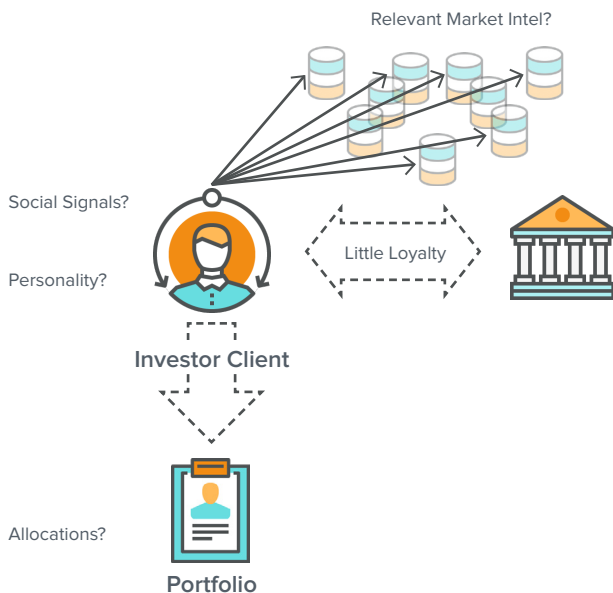 Relevant Market Intel?
Social Signals?
Little Loyalty
Personality?
Investor Client
Allocations?
Portfolio